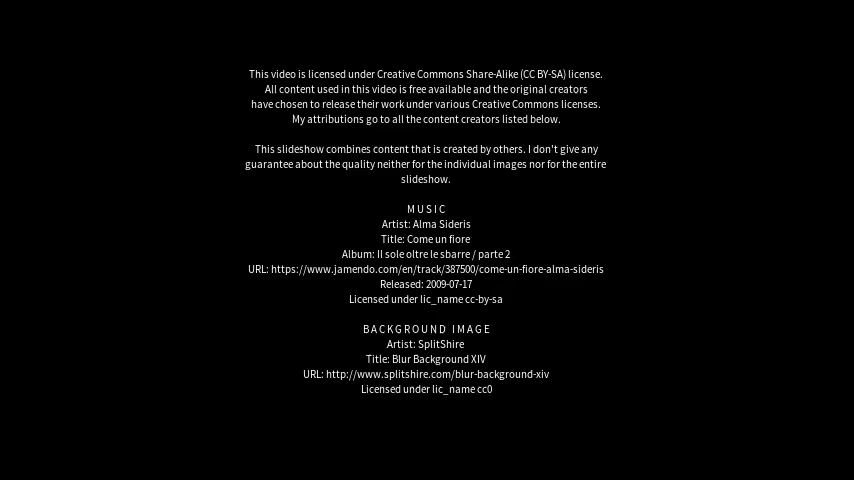 This video is licensed under Creative Commons Share-Alike (CC BY-SA) license.
All content used in this video is free available and the original creators
have chosen to release their work under various Creative Commons licenses.
My attributions go to all the content creators listed below.
This slideshow combines content that is created by others. I don't give any
guarantee about the quality neither for the individual images nor for the entire
slideshow.
MUSIC
Artist: Alma Sideris
Title: Come un fiore
Album: Il sole oltre le sbarre / parte 2
URL: https://www.jamendo.com/en/track/387500/come-un-fiore-alma-sideris
Released: 2009-07-17
Licensed under lic_name cc-by-sa
BACKGROUND IMAGE
Artist: SplitShire
Title: Blur Background XIV
URL: http://www.splitshire.com/blur-background-xiv
Licensed under lic_name cc0